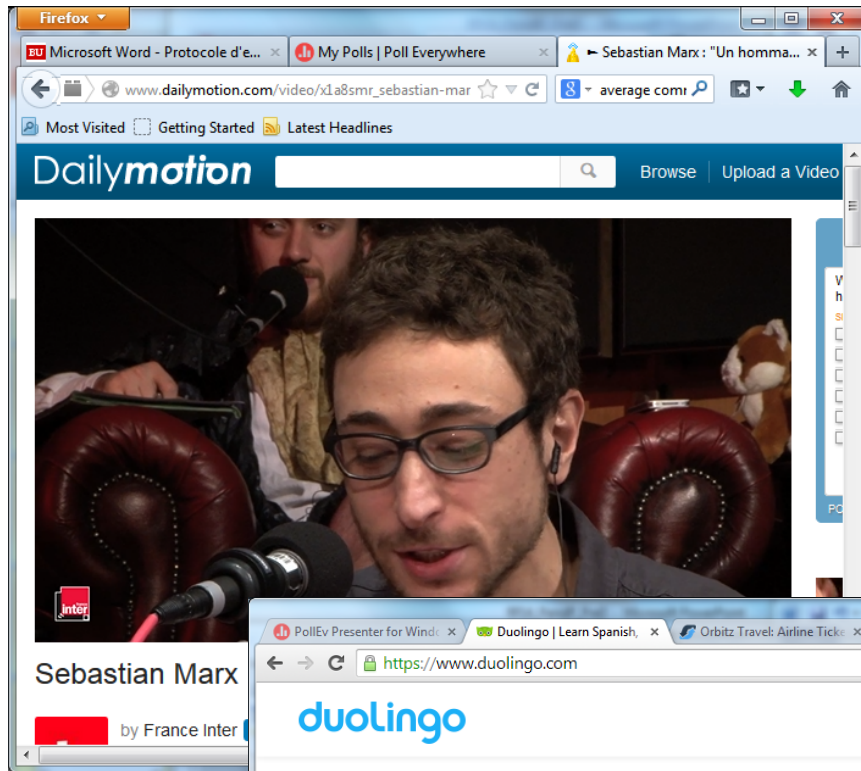 Firefox
Microsoft Word - Protocole d'e...
My Polls | Poll Everywhere
Sebastian Marx : "Un homma...
www.dailymotion.com/video/x1a8smr_sebastian-mar
average comr
Most Visited
Getting Started
Latest Headlines
Dailymotion
Browse
Upload a Video
inter
PO
Sebastian Marx
by France Inter
PollEv Presenter for Windo
Duolingo | Learn Spanish,
Orbitz Travel: Airline Ticke
https://www.duolingo.com
duolingo